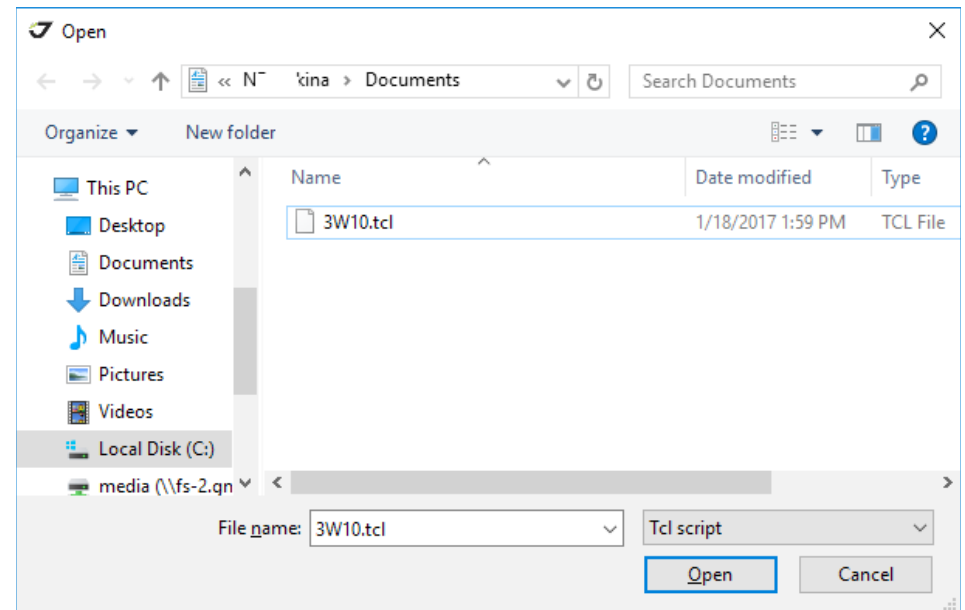 Open
« N kina > Documents
Search Documents
Organize
New folder
Name
Date modified
Type
This PC
Desktop
Documents
Downloads
Music
Pictures
Videos
Local Disk (C:)
media (\\fs-2.qn
3W10.tcl
1/18/2017 1:59 PM
TCL File
File name:
3W10.tcl
Tcl script
Open
Cancel